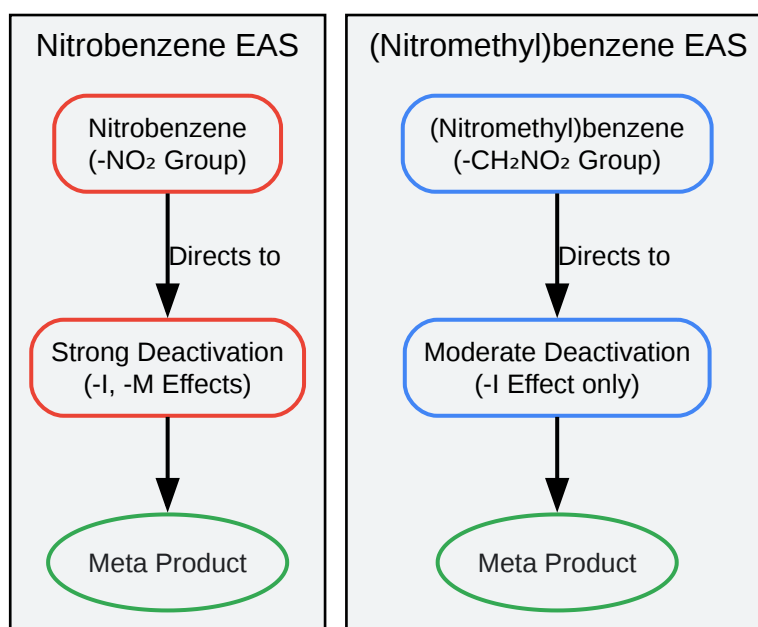 Nitrobenzene EAS
Nitrobenzene
(-NO₂ Group)
Directs to
Strong Deactivation
(-I, -M Effects)
Meta Product
(Nitromethyl)benzene EAS
(Nitromethyl)benzene
(-CH₂NO₂ Group)
Directs to
Moderate Deactivation
(-I Effect only)
Meta Product